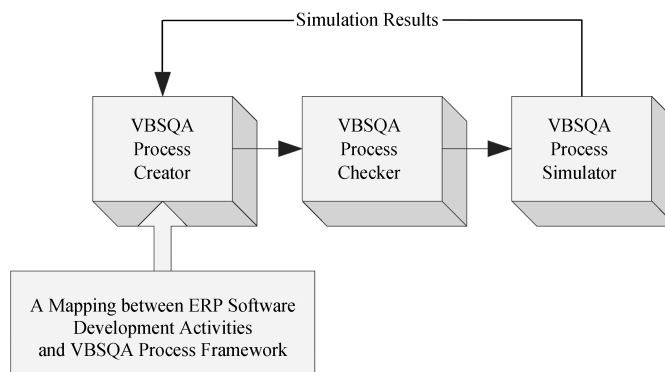 Simulation Results
VBSQA
Process
Creator
VBSQA
Process
Checker
VBSQA
Process
Simulator
A Mapping between ERP Software
Development Activities
and VBSQA Process Framework